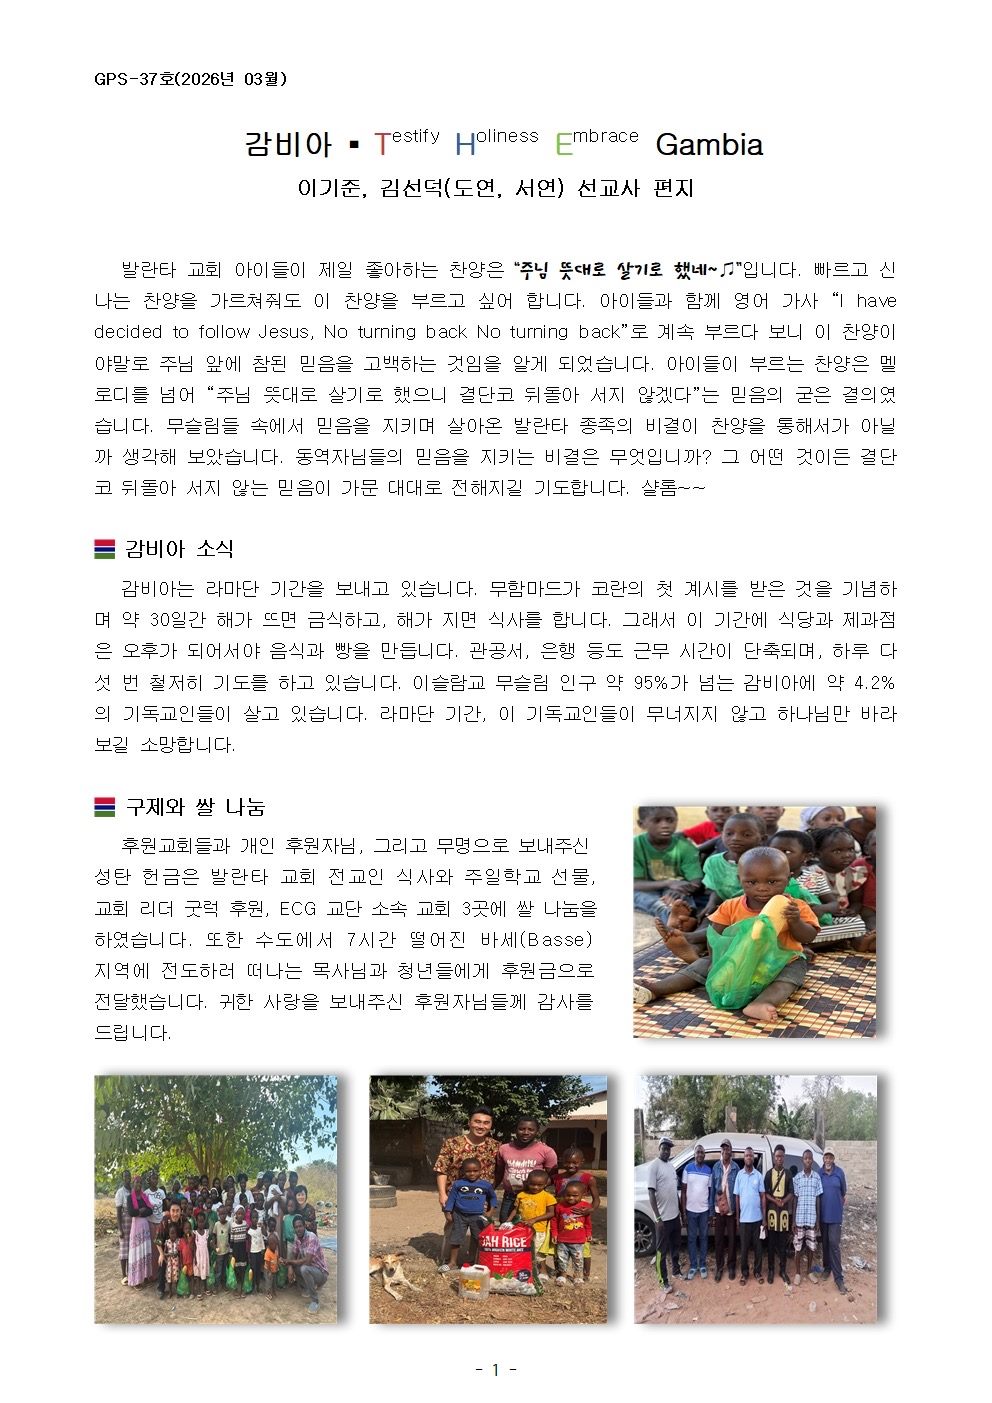 GPS-37호(2026년 03월)
감비아 ▪ Testify Holiness Embrace Gambia
이기준, 김선덕(도연, 서연) 선교사 편지
발란타 교회 아이들이 제일 좋아하는 찬양은 "주님 뜻대로 살기로 했네~♫"입니다. 빠르고 신
나는 찬양을 가르쳐줘도 이 찬양을 부르고 싶어 합니다. 아이들과 함께 영어 가사 "I have
decided to follow Jesus, No turning back No turning back"로 계속 부르다 보니 이 찬양이
야말로 주님 앞에 참된 믿음을 고백하는 것임을 알게 되었습니다. 아이들이 부르는 찬양은 멜
로디를 넘어 "주님 뜻대로 살기로 했으니 결단코 뒤돌아 서지 않겠다"는 믿음의 굳은 결의였
습니다. 무슬림들 속에서 믿음을 지키며 살아온 발란타 종족의 비결이 찬양을 통해서가 아닐
까 생각해 보았습니다. 동역자님들의 믿음을 지키는 비결은 무엇입니까? 그 어떤 것이든 결단
코 뒤돌아 서지 않는 믿음이 가문 대대로 전해지길 기도합니다. 샬롬~~
감비아 소식
감비아는 라마단 기간을 보내고 있습니다. 무함마드가 코란의 첫 계시를 받은 것을 기념하
며 약 30일간 해가 뜨면 금식하고, 해가 지면 식사를 합니다. 그래서 이 기간에 식당과 제과점
은 오후가 되어서야 음식과 빵을 만듭니다. 관공서, 은행 등도 근무 시간이 단축되며, 하루 다
섯 번 철저히 기도를 하고 있습니다. 이슬람교 무슬림 인구 약 95%가 넘는 감비아에 약 4.2%
의 기독교인들이 살고 있습니다. 라마단 기간, 이 기독교인들이 무너지지 않고 하나님만 바라
보길 소망합니다.
구제와 쌀 나눔
후원교회들과 개인 후원자님, 그리고 무명으로 보내주신
성탄 헌금은 발란타 교회 전교인 식사와 주일학교 선물,
교회 리더 굿럭 후원, ECG 교단 소속 교회 3곳에 쌀 나눔을
하였습니다. 또한 수도에서 7시간 떨어진 바세(Basse)
지역에 전도하러 떠나는 목사님과 청년들에게 후원금으로
전달했습니다. 귀한 사랑을 보내주신 후원자님들께 감사를
드립니다.
JAH RICE
- 1 -